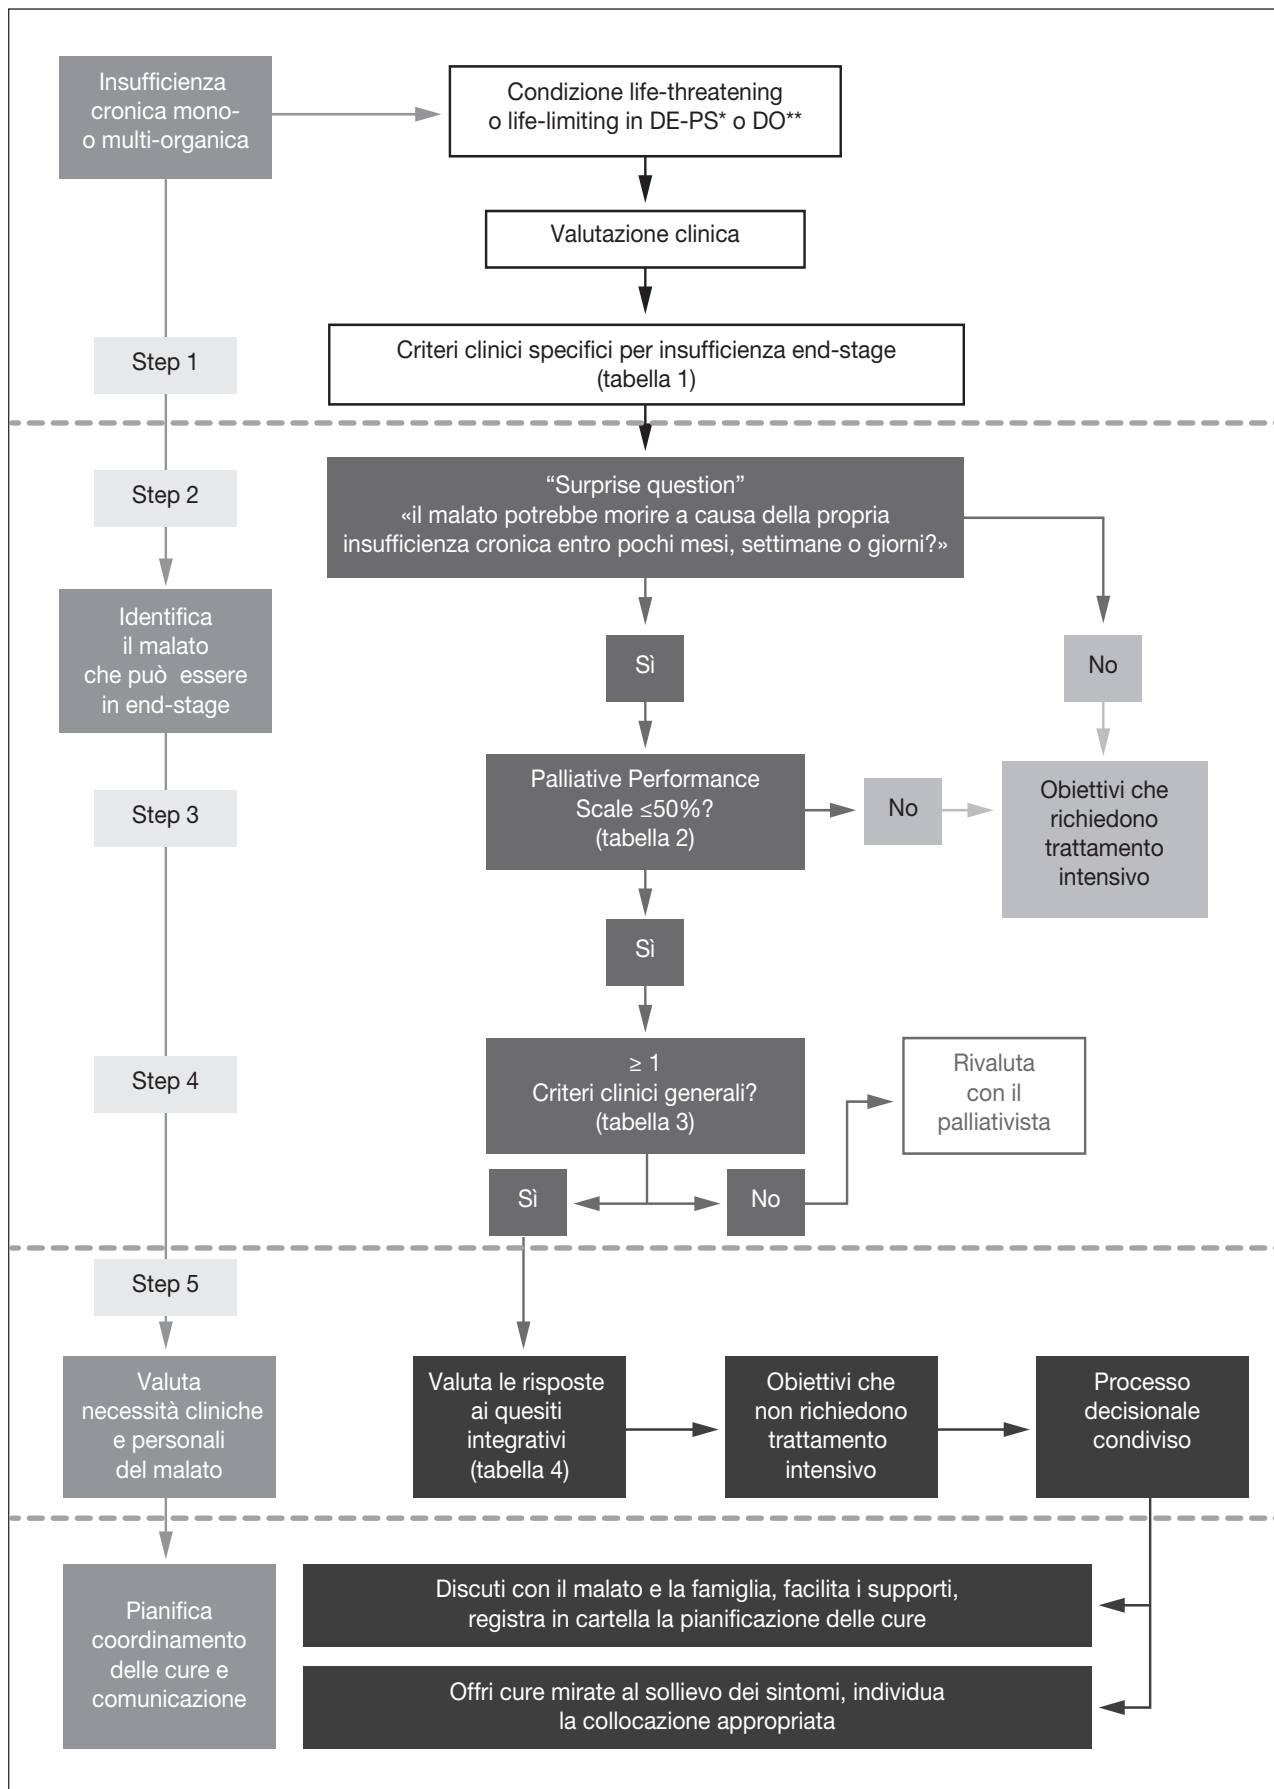 Insufficienza
cronica mono-
o multi-organica
Condizione life-threatening
o life-limiting in DE-PS* o DO**
Valutazione clinica
Step 1
Criteri clinici specifici per insufficienza end-stage
(tabella 1)
Step 2
“Surprise question”
«il malato potrebbe morire a causa della propria
insufficienza cronica entro pochi mesi, settimane o giorni?»
Identifica
il malato
che può essere
in end-stage
Sì
No
Step 3
Palliative Performance
Scale ≤50%?
(tabella 2)
No
Obiettivi che
richiedono
trattamento
intensivo
Sì
Step 4
≥ 1
Criteri clinici generali?
(tabella 3)
Rivaluta
con il
palliativista
Sì
No
Step 5
Valuta
necessità cliniche
e personali
del malato
Valuta le risposte
ai quesiti
integrativi
(tabella 4)
Obiettivi che
non richiedono
trattamento
intensivo
Processo
decisionale
condiviso
Pianifica
coordinamento
delle cure e
comunicazione
Discuti con il malato e la famiglia, facilita i supporti,
registra in cartella la pianificazione delle cure
Offri cure mirate al sollievo dei sintomi, individua
la collocazione appropriata